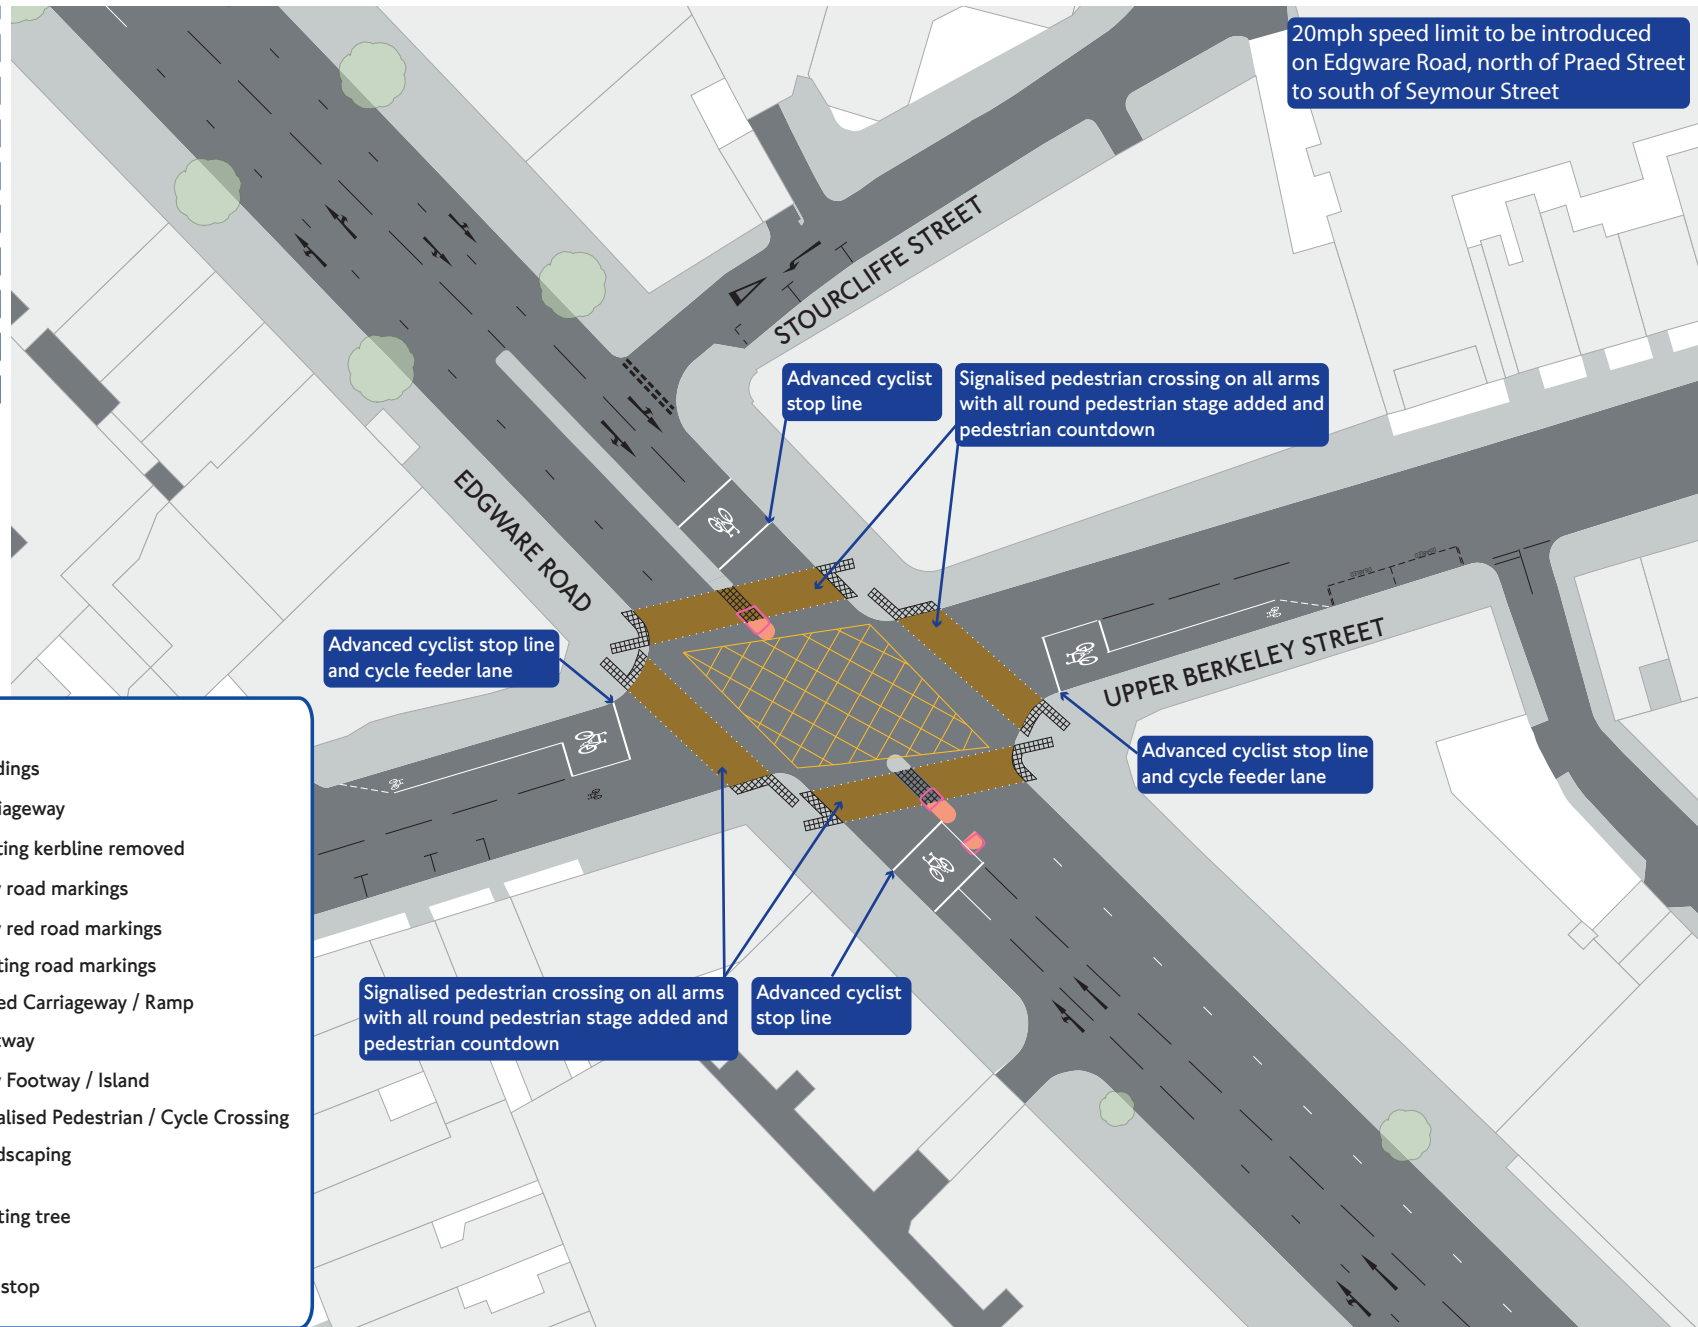 20mph speed limit to be introduced
on Edgware Road, north of Praed Street
to south of Seymour Street
STOURCLIFFE STREET
Advanced cyclist
stop line
Signalised pedestrian crossing on all arms
with all round pedestrian stage added and
pedestrian countdown
EDGWARE ROAD
Advanced cyclist stop line
and cycle feeder lane
UPPER BERKELEY STREET
Advanced cyclist stop line
and cycle feeder lane
dings
iageway
ting kerbline removed
road markings
red road markings
ting road markings
ed Carriageway / Ramp
tway
Footway / Island
alised Pedestrian / Cycle Crossing
dscaping
ting tree
stop
Signalised pedestrian crossing on all arms
with all round pedestrian stage added and
pedestrian countdown
Advanced cyclist
stop line